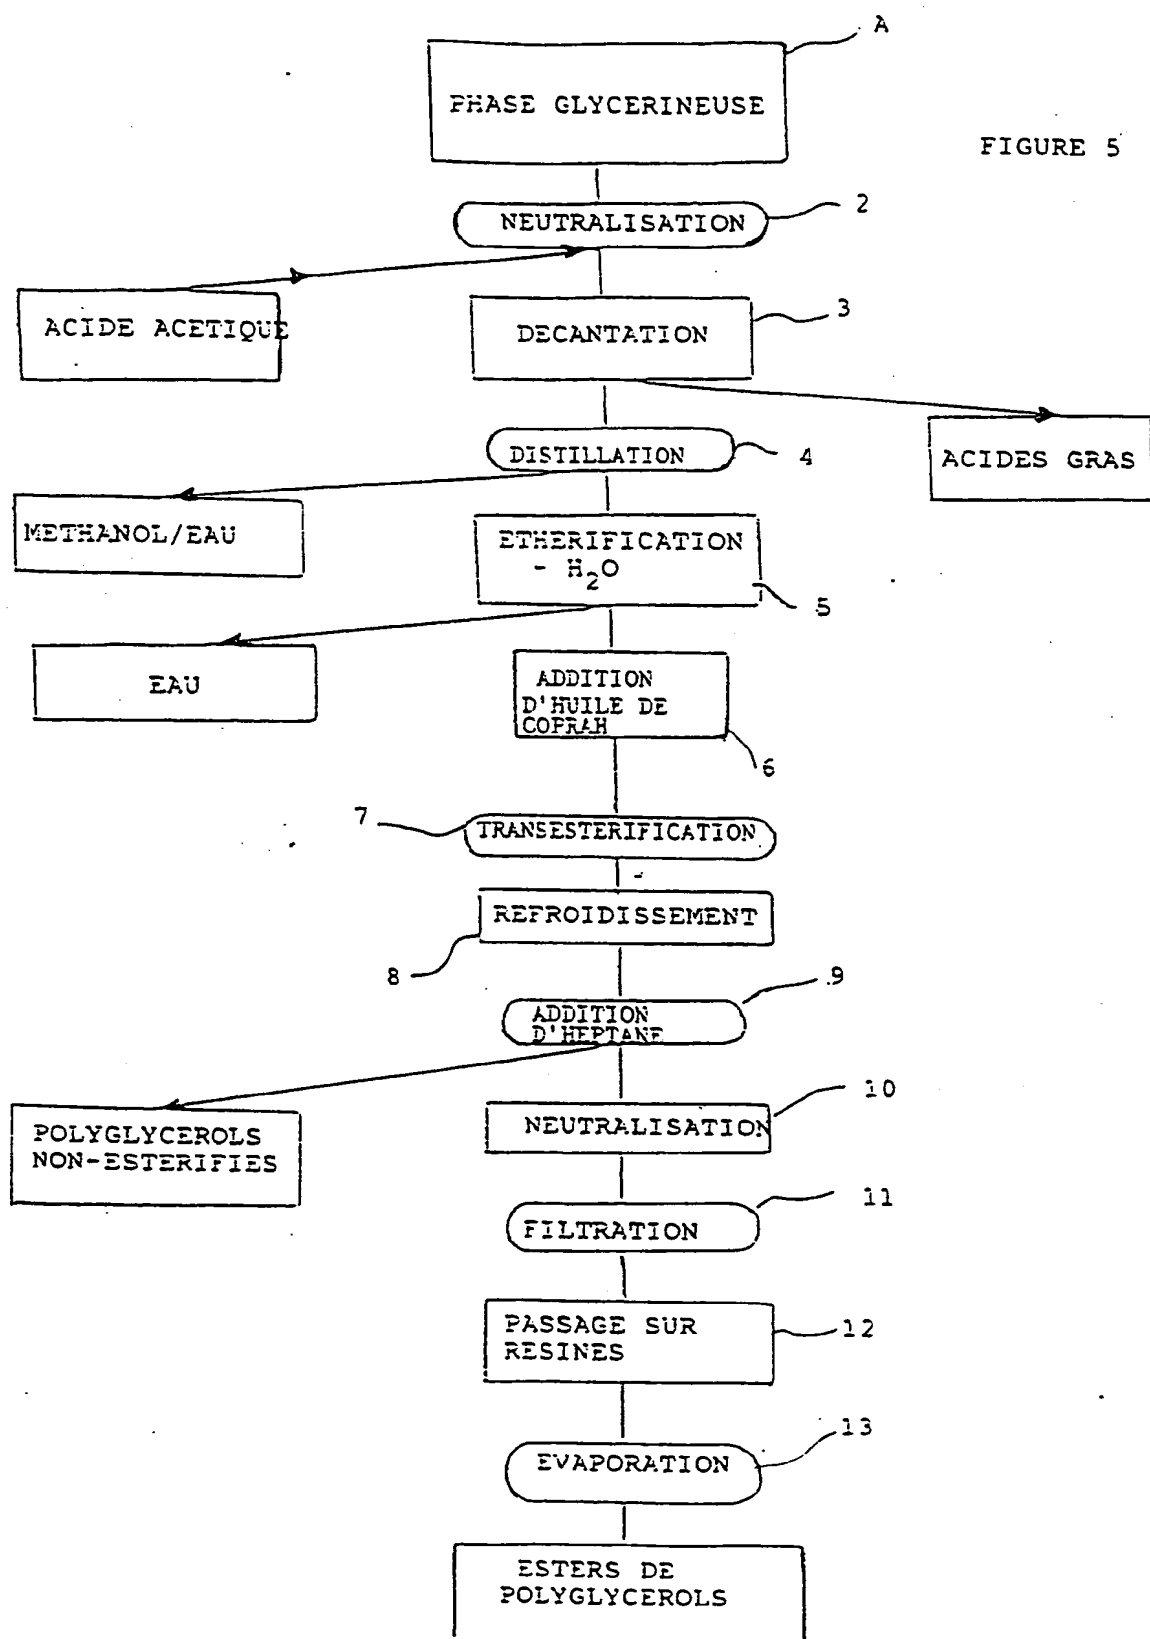 A
PHASE GLYCERINEUSE
FIGURE 5
2
NEUTRALISATION
ACIDE ACETIQUE
3
DECANTATION
DISTILLATION
4
ACIDES GRAS
METHANOL/EAU
ETHERIFICATION
- H2O
5
EAU
ADDITION
D'HUILE DE
COPRAH
6
7
TRANSESTERIFICATION
REFROIDISSEMENT
8
9
ADDITION
D'HEPTANE
10
POLYGLYCEROLS
NON-ESTERIFIES
NEUTRALISATION
11
FILTRATION
PASSAGE SUR
RESINES
12
13
EVAPORATION
ESTERS DE
POLYGLYCEROLS